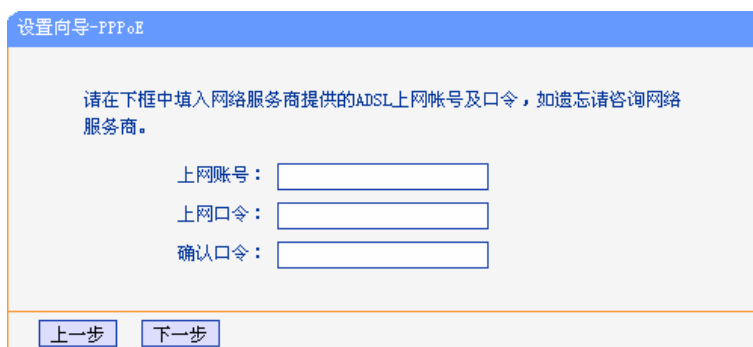 设置向导-PPPoE
请在下框中填入网络服务商提供的ADSL上网帐号及口令，如遗忘请咨询网络
服务商。
上网账号：
上网口令：
确认口令：
上一步 下一步